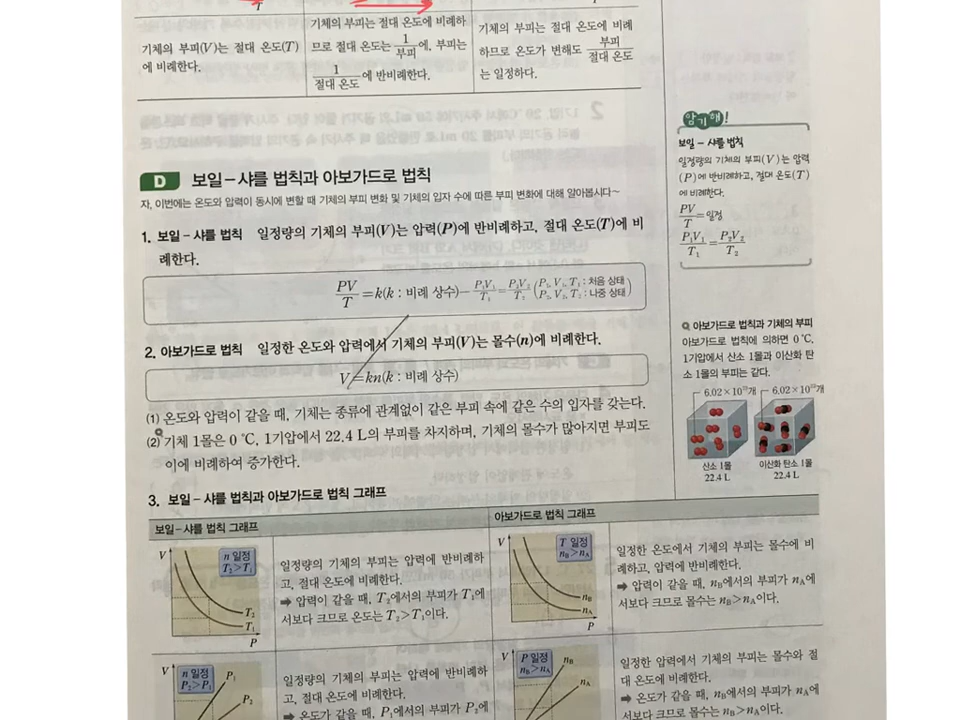 T
기체의 부피(V)는 절대 온도(T)
에 비례한다.
기체의 부피는 절대 온도에 비례하
므로 절대 온도는 1/부피에, 부피는
1/절대 온도에 반비례한다.
기체의 부피는 절대 온도에 비례
하므로 온도가 변해도 부피/절대 온도
는 일정하다.
D 보일-샤를 법칙과 아보가드로 법칙
자, 이번에는 온도와 압력이 동시에 변할 때 기체의 부피 변화 및 기체의 입자 수에 따른 부피 변화에 대해 알아봅시다~
1. 보일-샤를 법칙 일정량의 기체의 부피(V)는 압력(P)에 반비례하고, 절대 온도(T)에 비
례한다.
PV/T=k(k : 비례 상수)─P₁V₁/T₁=P₂V₂/T₂ (P₁, V₁, T₁ : 처음 상태
P₂, V₂, T₂ : 나중 상태)
2. 아보가드로 법칙 일정한 온도와 압력에서 기체의 부피(V)는 몰수(n)에 비례한다.
V=kn(k : 비례 상수)
(1) 온도와 압력이 같을 때, 기체는 종류에 관계없이 같은 부피 속에 같은 수의 입자를 갖는다.
(2) 기체 1몰은 0 ℃, 1기압에서 22.4 L의 부피를 차지하며, 기체의 몰수가 많아지면 부피도
이에 비례하여 증가한다.
3. 보일-샤를 법칙과 아보가드로 법칙 그래프
보일-샤를 법칙 그래프
아보가드로 법칙 그래프
V
n 일정
T₂>T₁
T₂
T₁
P
일정량의 기체의 부피는 압력에 반비례하
고, 절대 온도에 비례한다.
➡ 압력이 같을 때, T₂에서의 부피가 T₁에
서보다 크므로 온도는 T₂>T₁이다.
V
T 일정
nB>nA
nB
nA
P
일정한 온도에서 기체의 부피는 몰수에 비
례하고, 압력에 반비례한다.
➡ 압력이 같을 때, nB에서의 부피가 nA에
서보다 크므로 몰수는 nB>nA이다.
V
n 일정
P₂>P₁
P₁
P₂
일정량의 기체의 부피는 압력에 반비례하
고, 절대 온도에 비례한다.
➡ 온도가 같을 때, P₁에서의 부피가 P₂에
V
P 일정
nB>nA
nB
nA
일정한 압력에서 기체의 부피는 몰수와 절
대 온도에 비례한다.
➡ 온도가 같을 때, nB에서의 부피가 nA에
서보다 크므로 몰수는 nB>nA이다.
암기해!
보일-샤를 법칙
일정량의 기체의 부피(V)는 압력
(P)에 반비례하고, 절대 온도(T)
에 비례한다.
PV/T=일정
P₁V₁/T₁=P₂V₂/T₂
아보가드로 법칙과 기체의 부피
아보가드로 법칙에 의하면 0 ℃,
1기압에서 산소 1몰과 이산화 탄
소 1몰의 부피는 같다.
6.02×10²³개
6.02×10²³개
산소 1몰
22.4 L
이산화 탄소 1몰
22.4 L